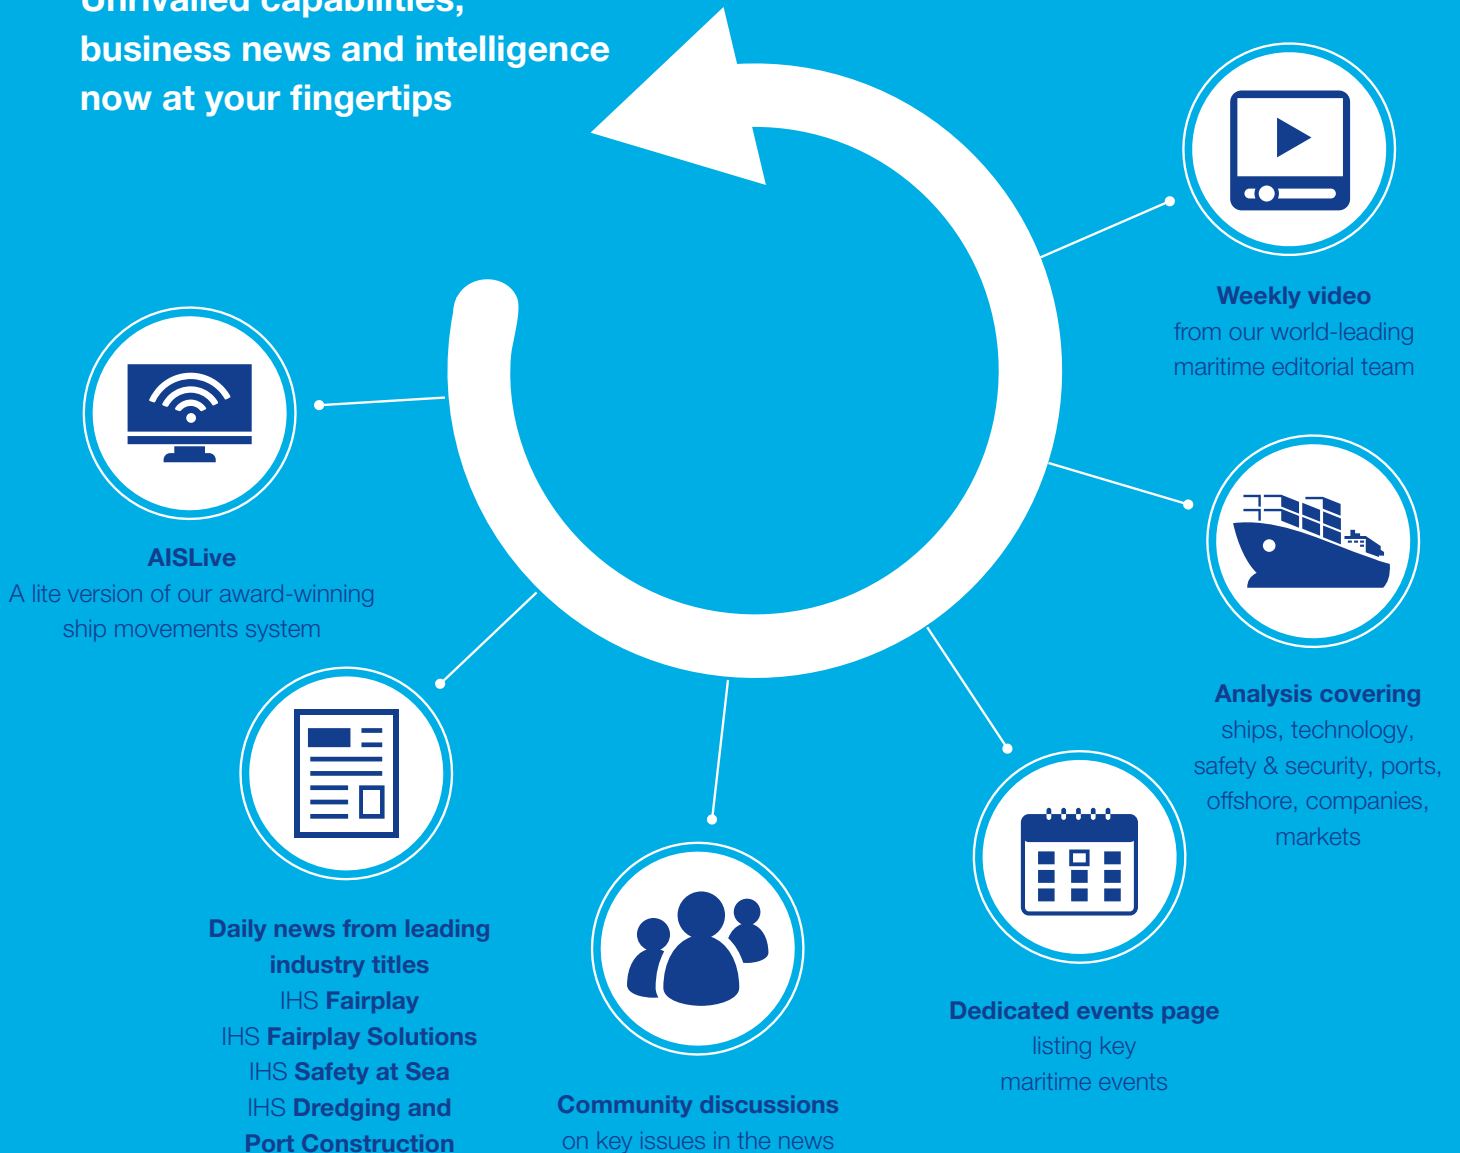 Unrivalled capabilities,
business news and intelligence
now at your fingertips
Weekly video
from our world-leading
maritime editorial team
Analysis covering
ships, technology,
safety & security, ports,
offshore, companies,
markets
Dedicated events page
listing key
maritime events
Community discussions
on key issues in the news
Daily news from leading
industry titles
IHS Fairplay
IHS Fairplay Solutions
IHS Safety at Sea
IHS Dredging and
Port Construction
AISLive
A lite version of our award-winning
ship movements system